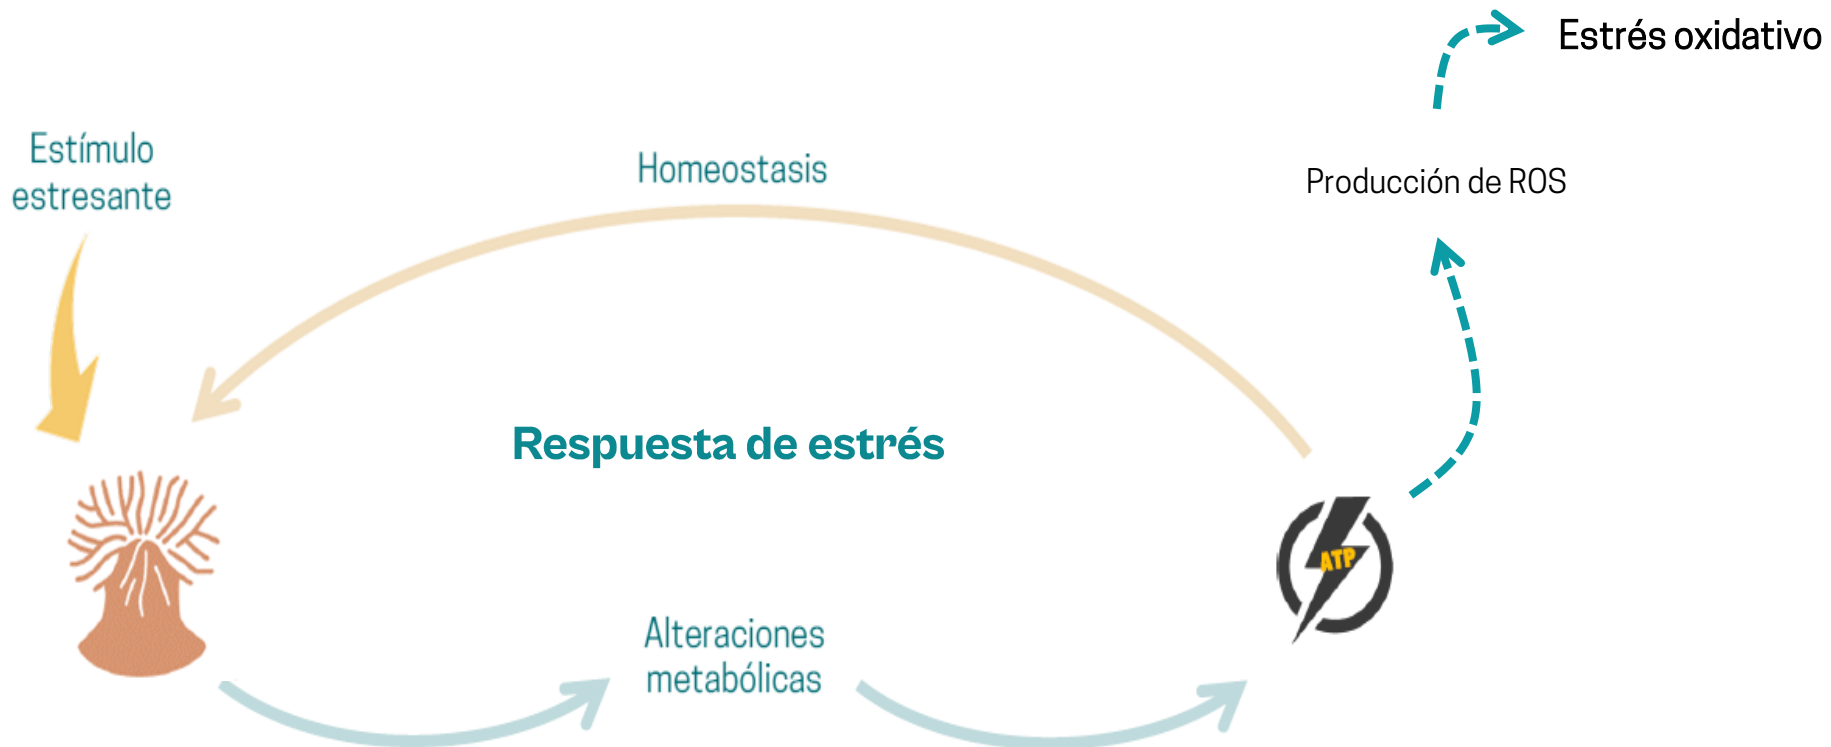 Estrés oxidativo
Estímulo
estresante
Homeostasis
Producción de ROS
Respuesta de estrés
ATP
Alteraciones
metabólicas